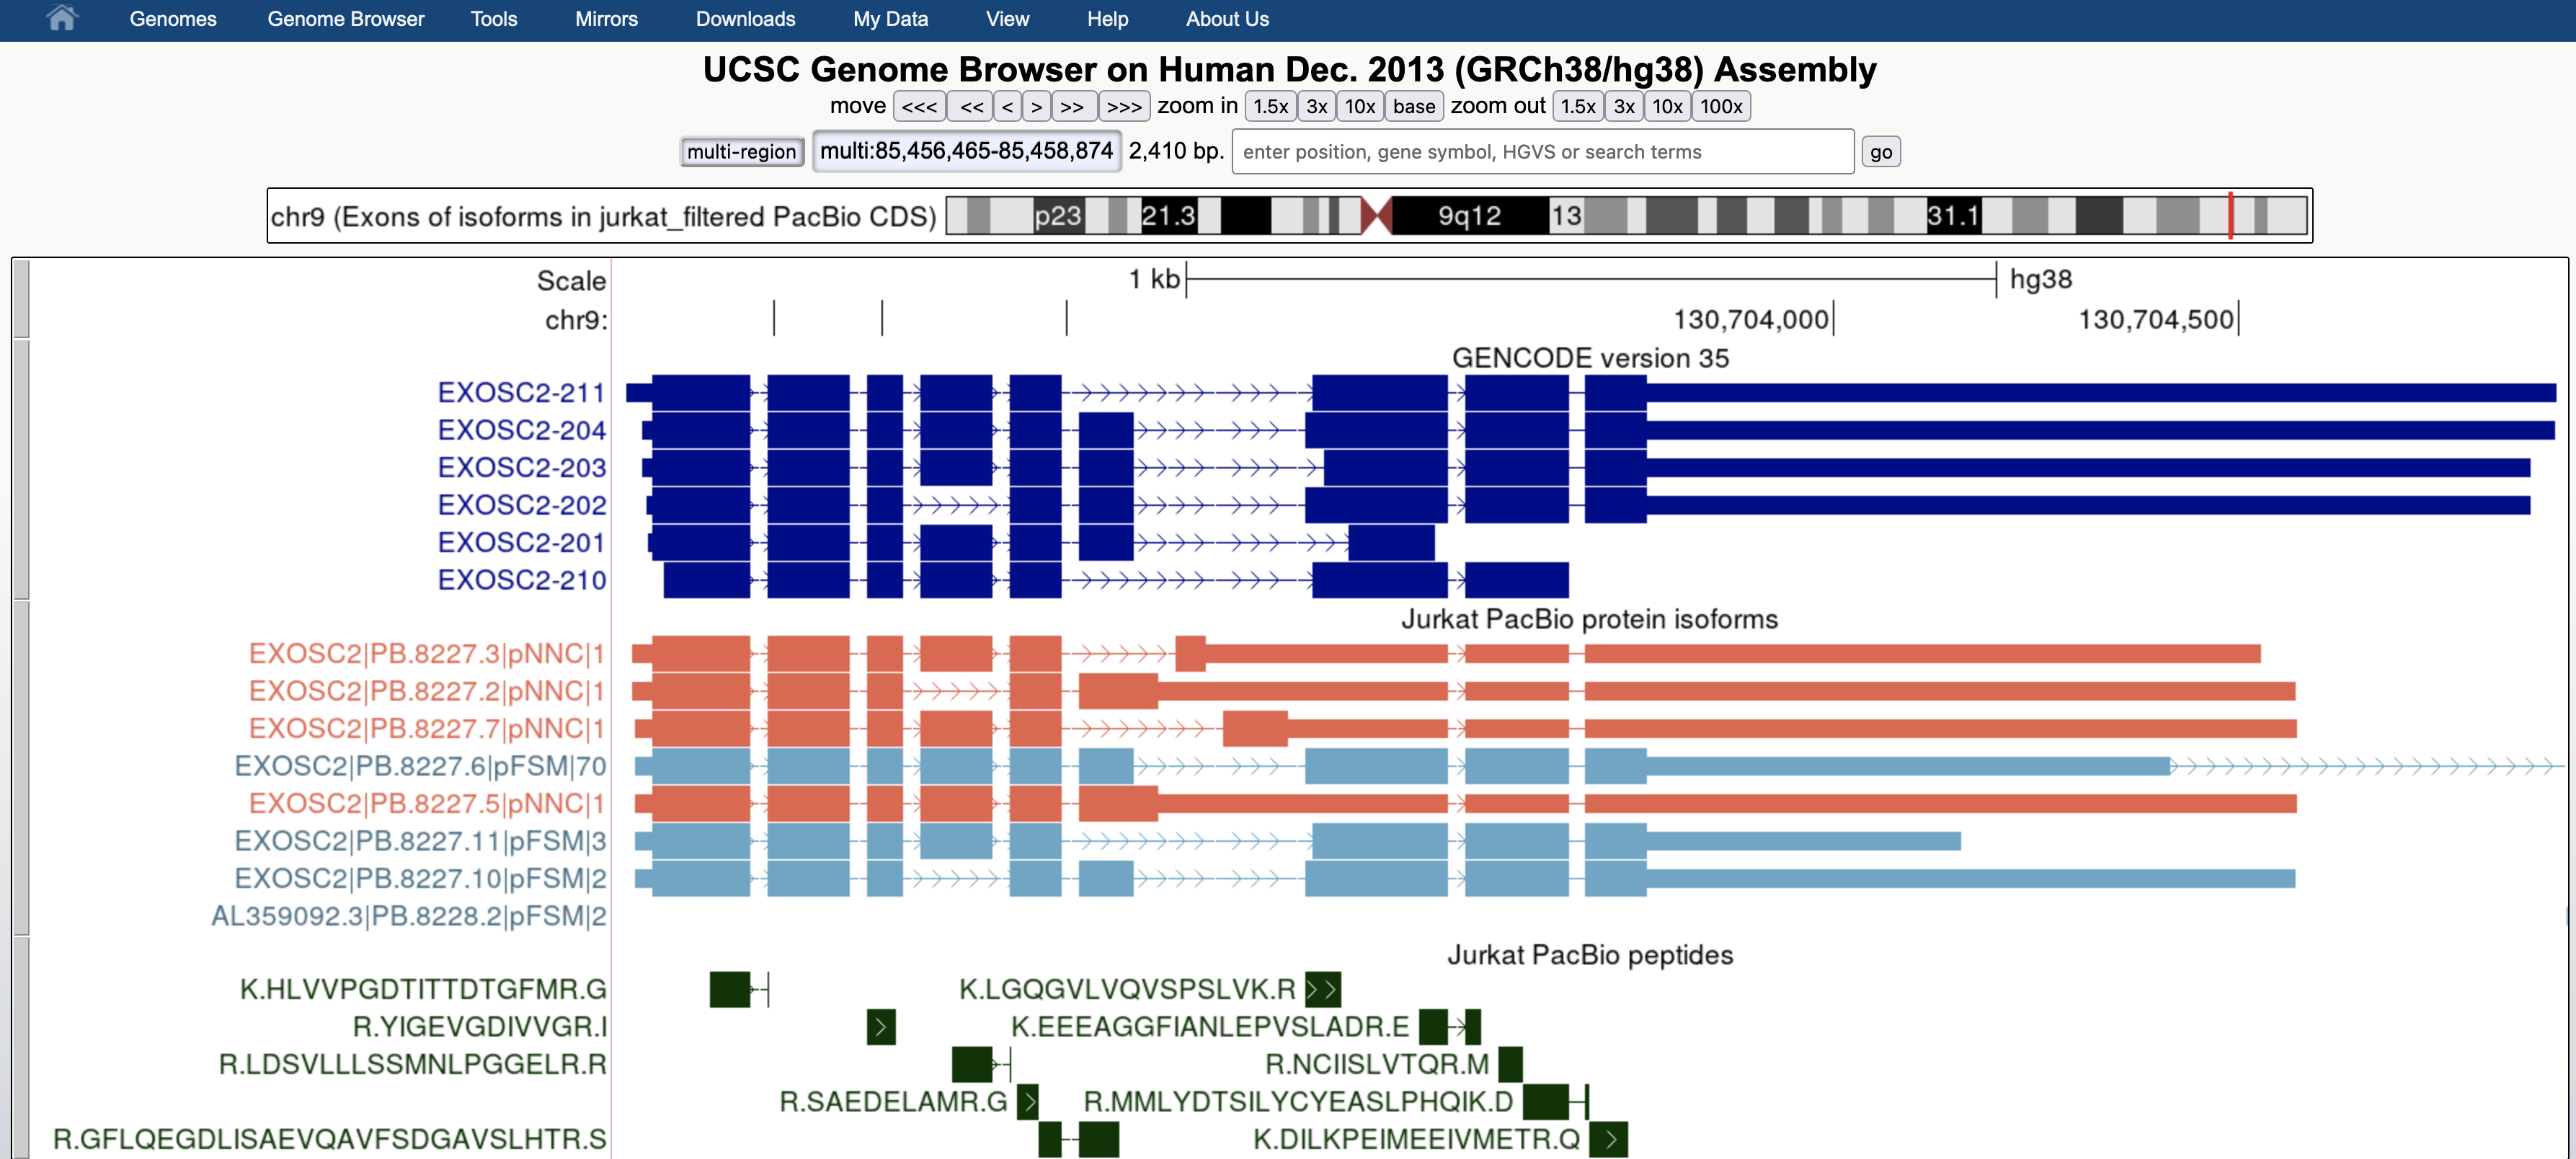 Genomes Genome Browser Tools Mirrors Downloads My Data View Help About Us
UCSC Genome Browser on Human Dec. 2013 (GRCh38/hg38) Assembly
move <<< << < > >> >>> zoom in 1.5x 3x 10x base zoom out 1.5x 3x 10x 100x
multi-region multi:85,456,465-85,458,874 2,410 bp. enter position, gene symbol, HGVS or search terms go
chr9 (Exons of isoforms in jurkat_filtered PacBio CDS) p23 21.3 9q12 13 31.1
Scale 1 kb hg38
chr9: 130,704,000 130,704,500
GENCODE version 35
EXOSC2-211
EXOSC2-204
EXOSC2-203
EXOSC2-202
EXOSC2-201
EXOSC2-210
Jurkat PacBio protein isoforms
EXOSC2|PB.8227.3|pNNC|1
EXOSC2|PB.8227.2|pNNC|1
EXOSC2|PB.8227.7|pNNC|1
EXOSC2|PB.8227.6|pFSM|70
EXOSC2|PB.8227.5|pNNC|1
EXOSC2|PB.8227.11|pFSM|3
EXOSC2|PB.8227.10|pFSM|2
AL359092.3|PB.8228.2|pFSM|2
Jurkat PacBio peptides
K.HLVVPGDTITTDTGFMR.G K.LGQGVLVQVSPSLVK.R
R.YIGEVGDIVVGR.I K.EEEAGGFIANLEPVSLADR.E
R.LDSVLLLSSMNLPGGELR.R R.NCIISLVTQR.M
R.SAEDELAMR.G R.MMLYDTSILYCYEASLPHQIK.D
R.GFLQEGDLISAEVQAVFSDGAVSLHTR.S K.DILKPEIMEEIVMETR.Q